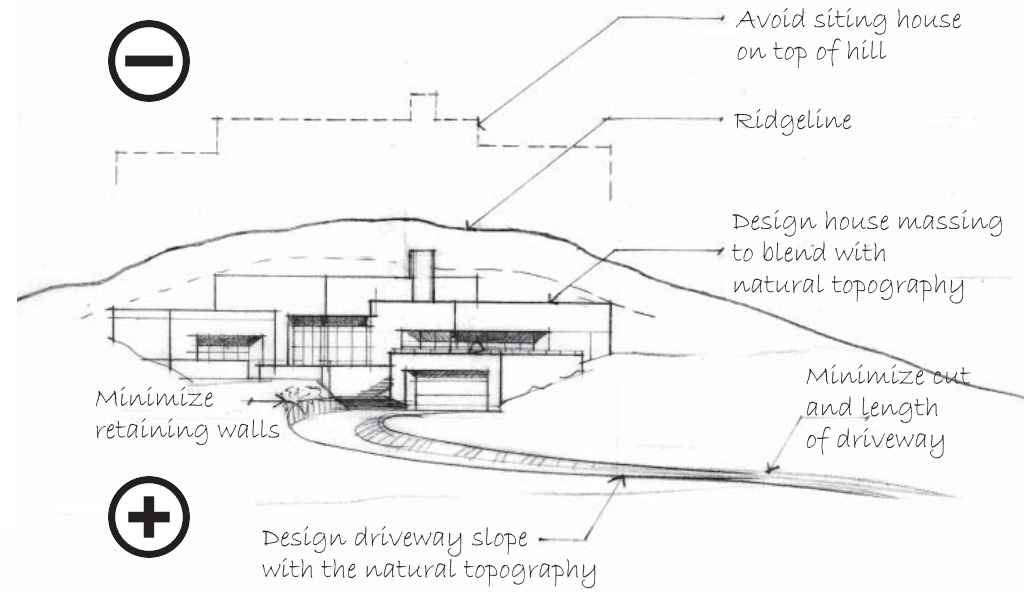 Avoid siting house
on top of hill
Ridgeline
Design house massing
to blend with
natural topography
Minimize cut
and length
of driveway
Minimize
retaining walls
Design driveway slope
with the natural topography